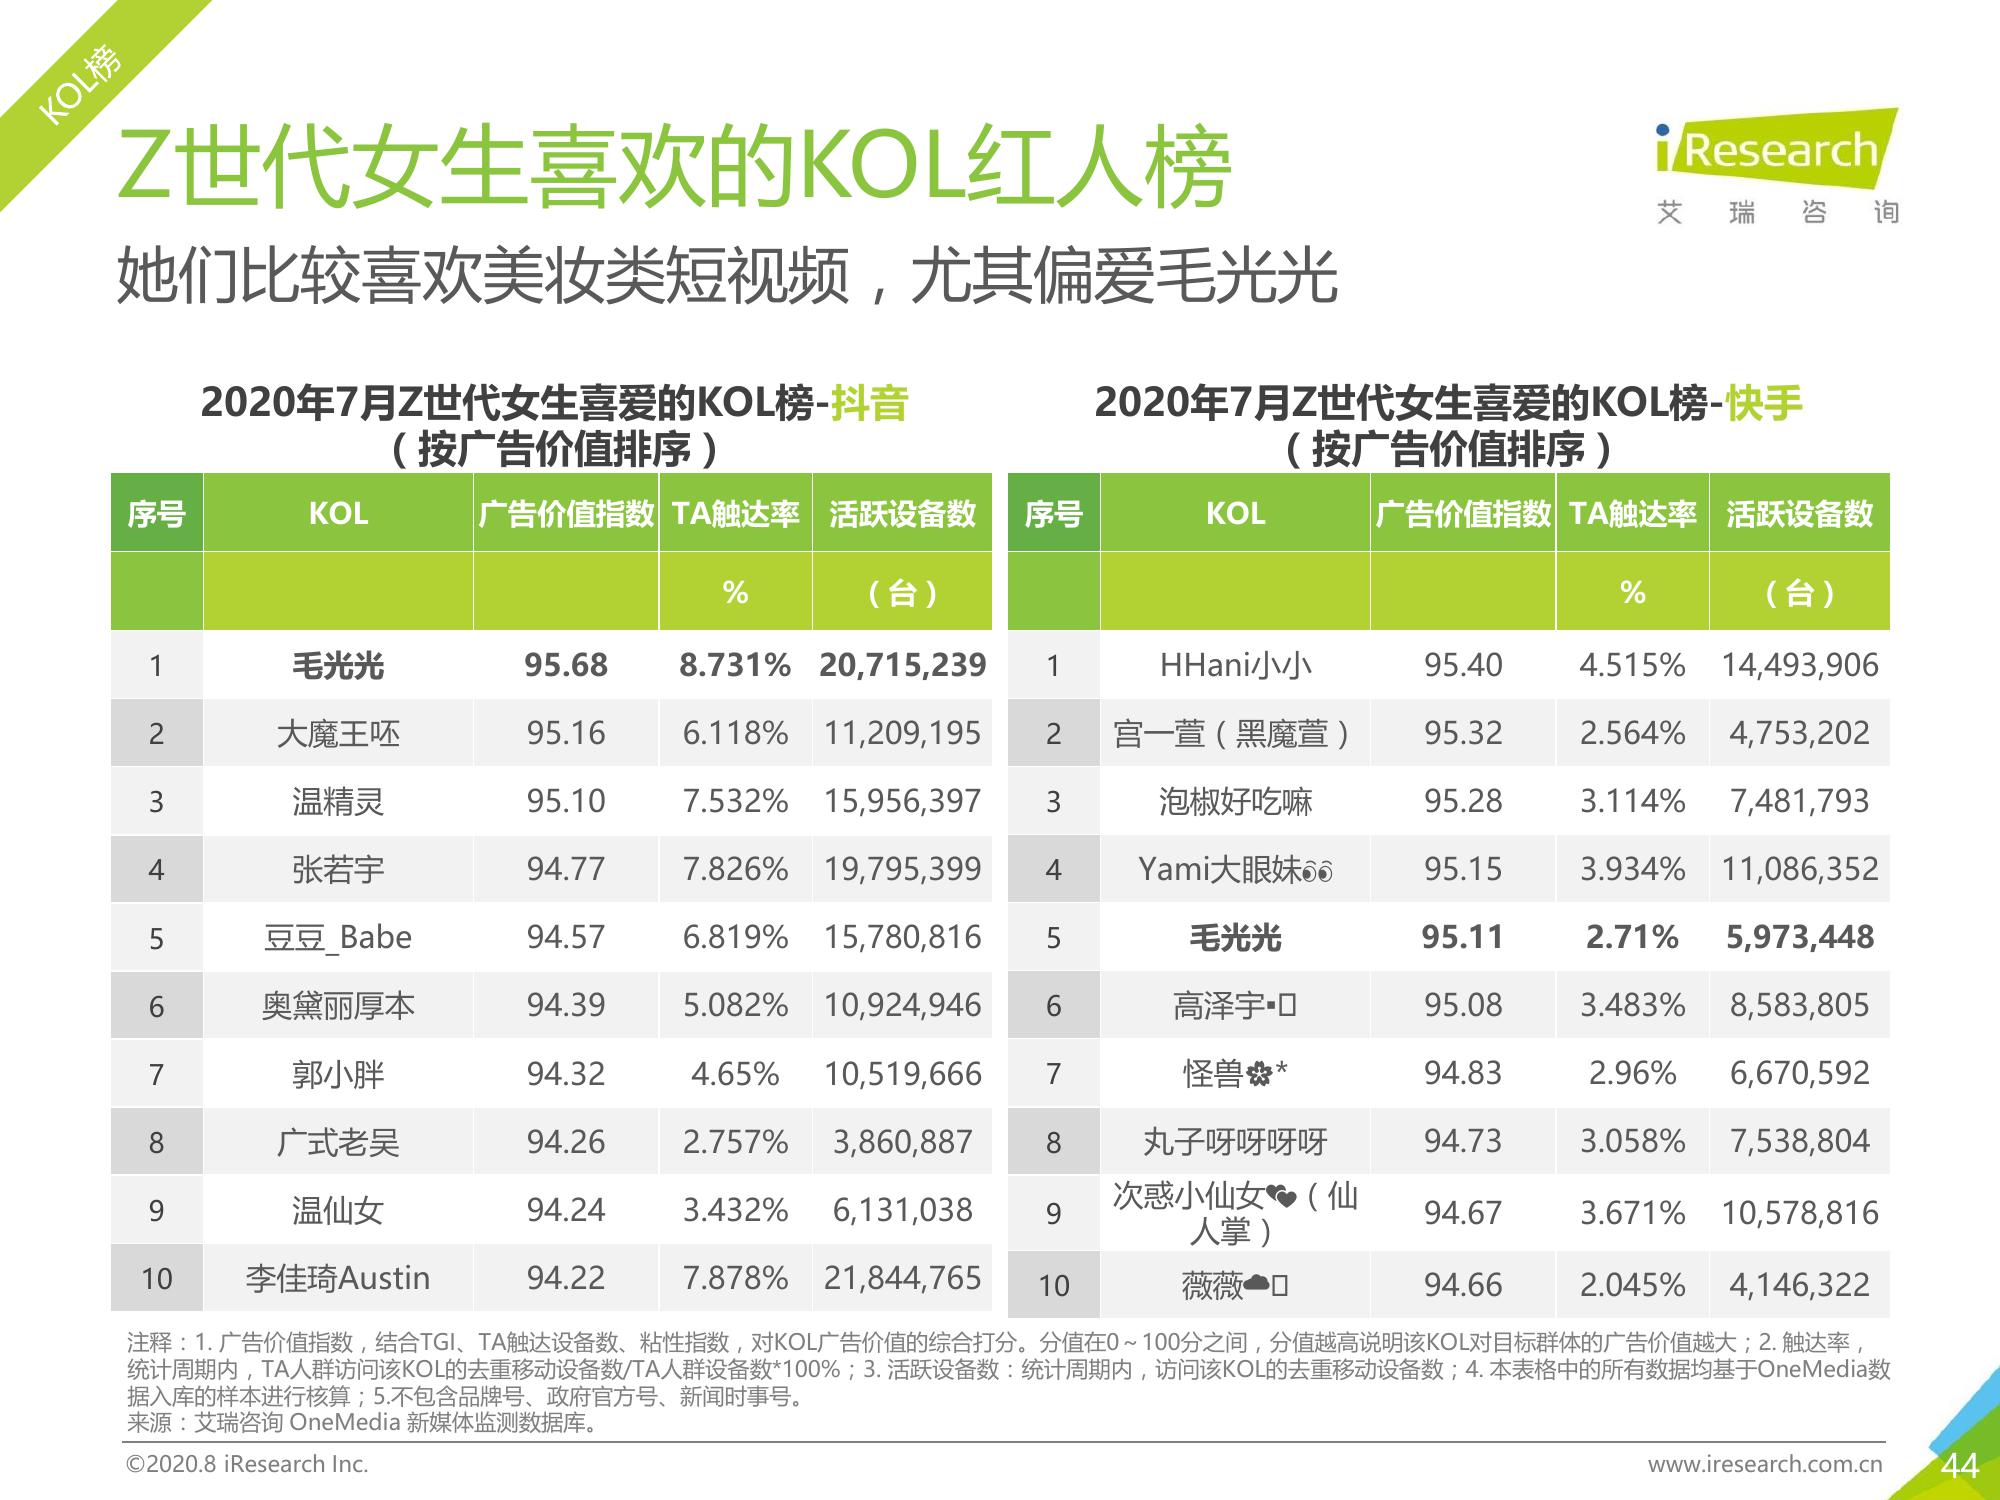 KOL榜
Z世代女生喜欢的KOL红人榜
iResearch
艾瑞咨询
她们比较喜欢美妆类短视频，尤其偏爱毛光光
2020年7月Z世代女生喜爱的KOL榜-抖音
（按广告价值排序）
序号 KOL 广告价值指数 TA触达率 活跃设备数
% （台）
1 毛光光 95.68 8.731% 20,715,239
2 大魔王呸 95.16 6.118% 11,209,195
3 温精灵 95.10 7.532% 15,956,397
4 张若宇 94.77 7.826% 19,795,399
5 豆豆_Babe 94.57 6.819% 15,780,816
6 奥黛丽厚本 94.39 5.082% 10,924,946
7 郭小胖 94.32 4.65% 10,519,666
8 广式老吴 94.26 2.757% 3,860,887
9 温仙女 94.24 3.432% 6,131,038
10 李佳琦Austin 94.22 7.878% 21,844,765
2020年7月Z世代女生喜爱的KOL榜-快手
（按广告价值排序）
序号 KOL 广告价值指数 TA触达率 活跃设备数
% （台）
1 HHani小小 95.40 4.515% 14,493,906
2 宫一萱（黑魔萱） 95.32 2.564% 4,753,202
3 泡椒好吃嘛 95.28 3.114% 7,481,793
4 Yami大眼妹👀 95.15 3.934% 11,086,352
5 毛光光 95.11 2.71% 5,973,448
6 高泽宇▪□ 95.08 3.483% 8,583,805
7 怪兽🌸* 94.83 2.96% 6,670,592
8 丸子呀呀呀呀 94.73 3.058% 7,538,804
9 次惑小仙女💕（仙
人掌） 94.67 3.671% 10,578,816
10 薇薇☁□ 94.66 2.045% 4,146,322
注释：1. 广告价值指数，结合TGI、TA触达设备数、粘性指数，对KOL广告价值的综合打分。分值在0～100分之间，分值越高说明该KOL对目标群体的广告价值越大；2. 触达率，
统计周期内，TA人群访问该KOL的去重移动设备数/TA人群设备数*100%；3. 活跃设备数：统计周期内，访问该KOL的去重移动设备数；4. 本表格中的所有数据均基于OneMedia数
据入库的样本进行核算；5.不包含品牌号、政府官方号、新闻时事号。
来源：艾瑞咨询 OneMedia 新媒体监测数据库。
©2020.8 iResearch Inc.
www.iresearch.com.cn
44